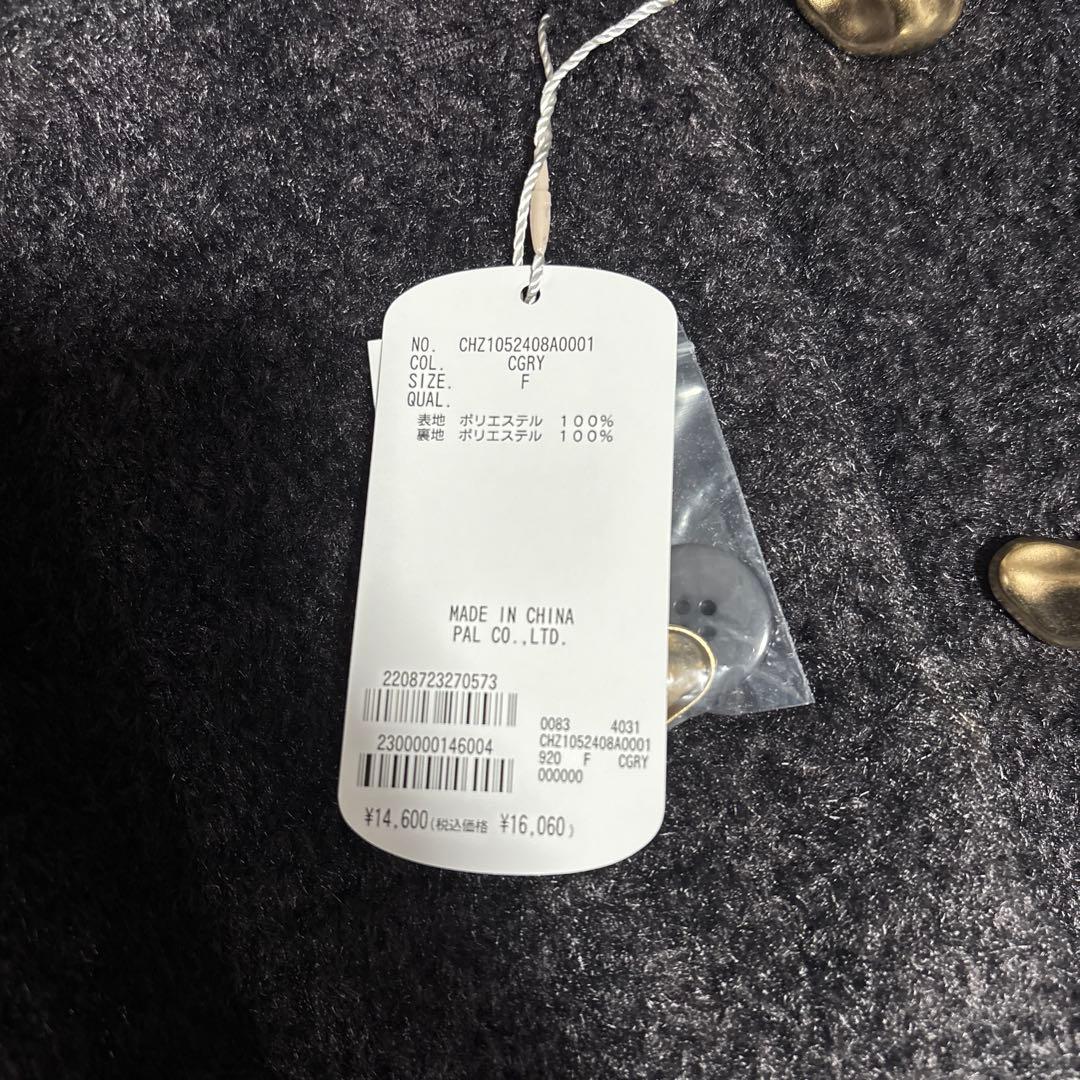 NO. CHZ1052408A0001
COL. CGRY
SIZE. F
QUAL.
表地 ポリエステル 100%
裏地 ポリエステル 100%
MADE IN CHINA
PAL CO.,LTD.
2208723270573
2300000146004
0083 4031
CHZ1052408A0001
920 F CGRY
000000
¥14,600(税込価格 ¥16,060)